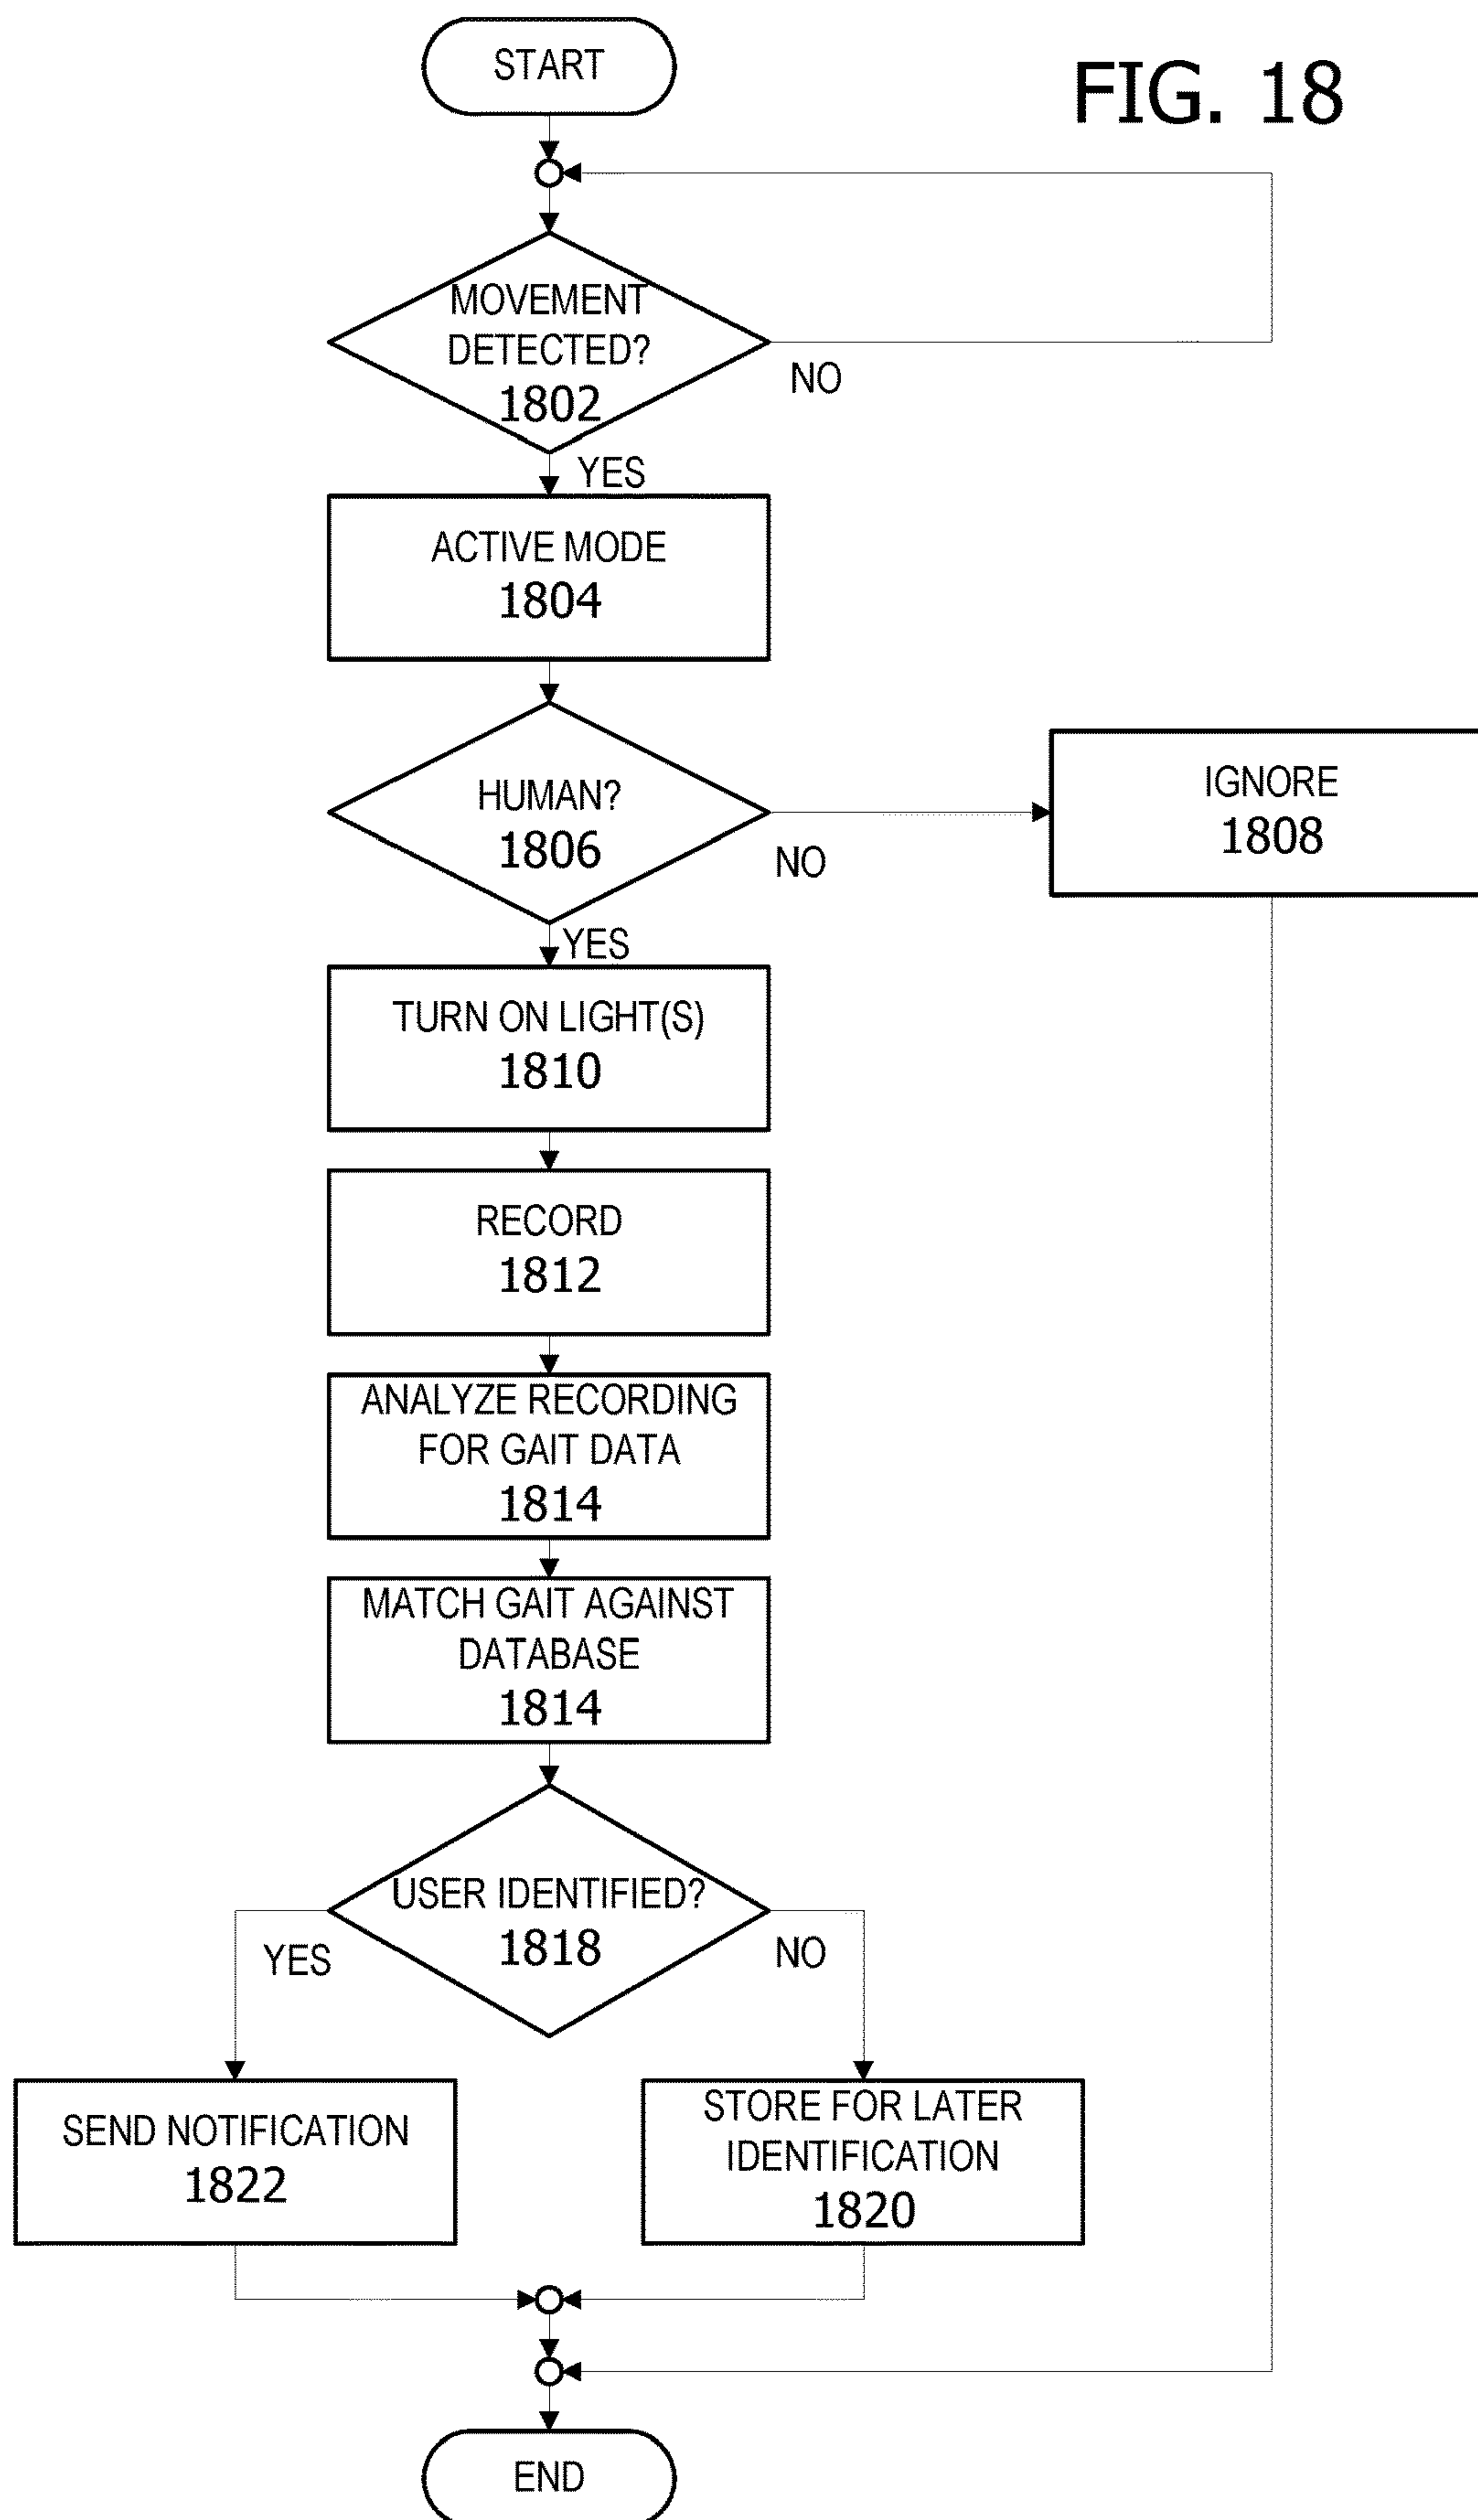 START
FIG. 18
MOVEMENT
DETECTED?
1802
NO
YES
ACTIVE MODE
1804
HUMAN?
1806
NO
IGNORE
1808
YES
TURN ON LIGHT(S)
1810
RECORD
1812
ANALYZE RECORDING
FOR GAIT DATA
1814
MATCH GAIT AGAINST
DATABASE
1814
USER IDENTIFIED?
1818
YES
NO
SEND NOTIFICATION
1822
STORE FOR LATER
IDENTIFICATION
1820
END